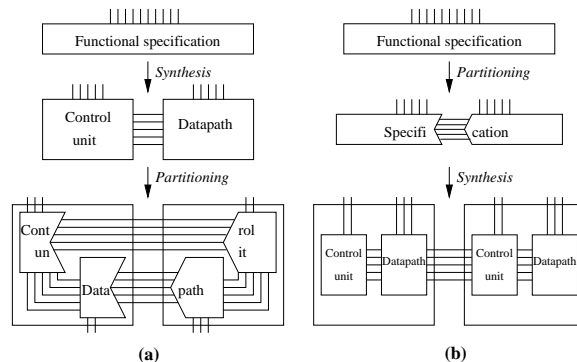 Functional specification
Synthesis
Control
unit
Datapath
Partitioning
Cont
un
rol
it
Data
path
(a)
Functional specification
Partitioning
Specifi
cation
Synthesis
Control
unit
Datapath
Control
unit
Datapath
(b)